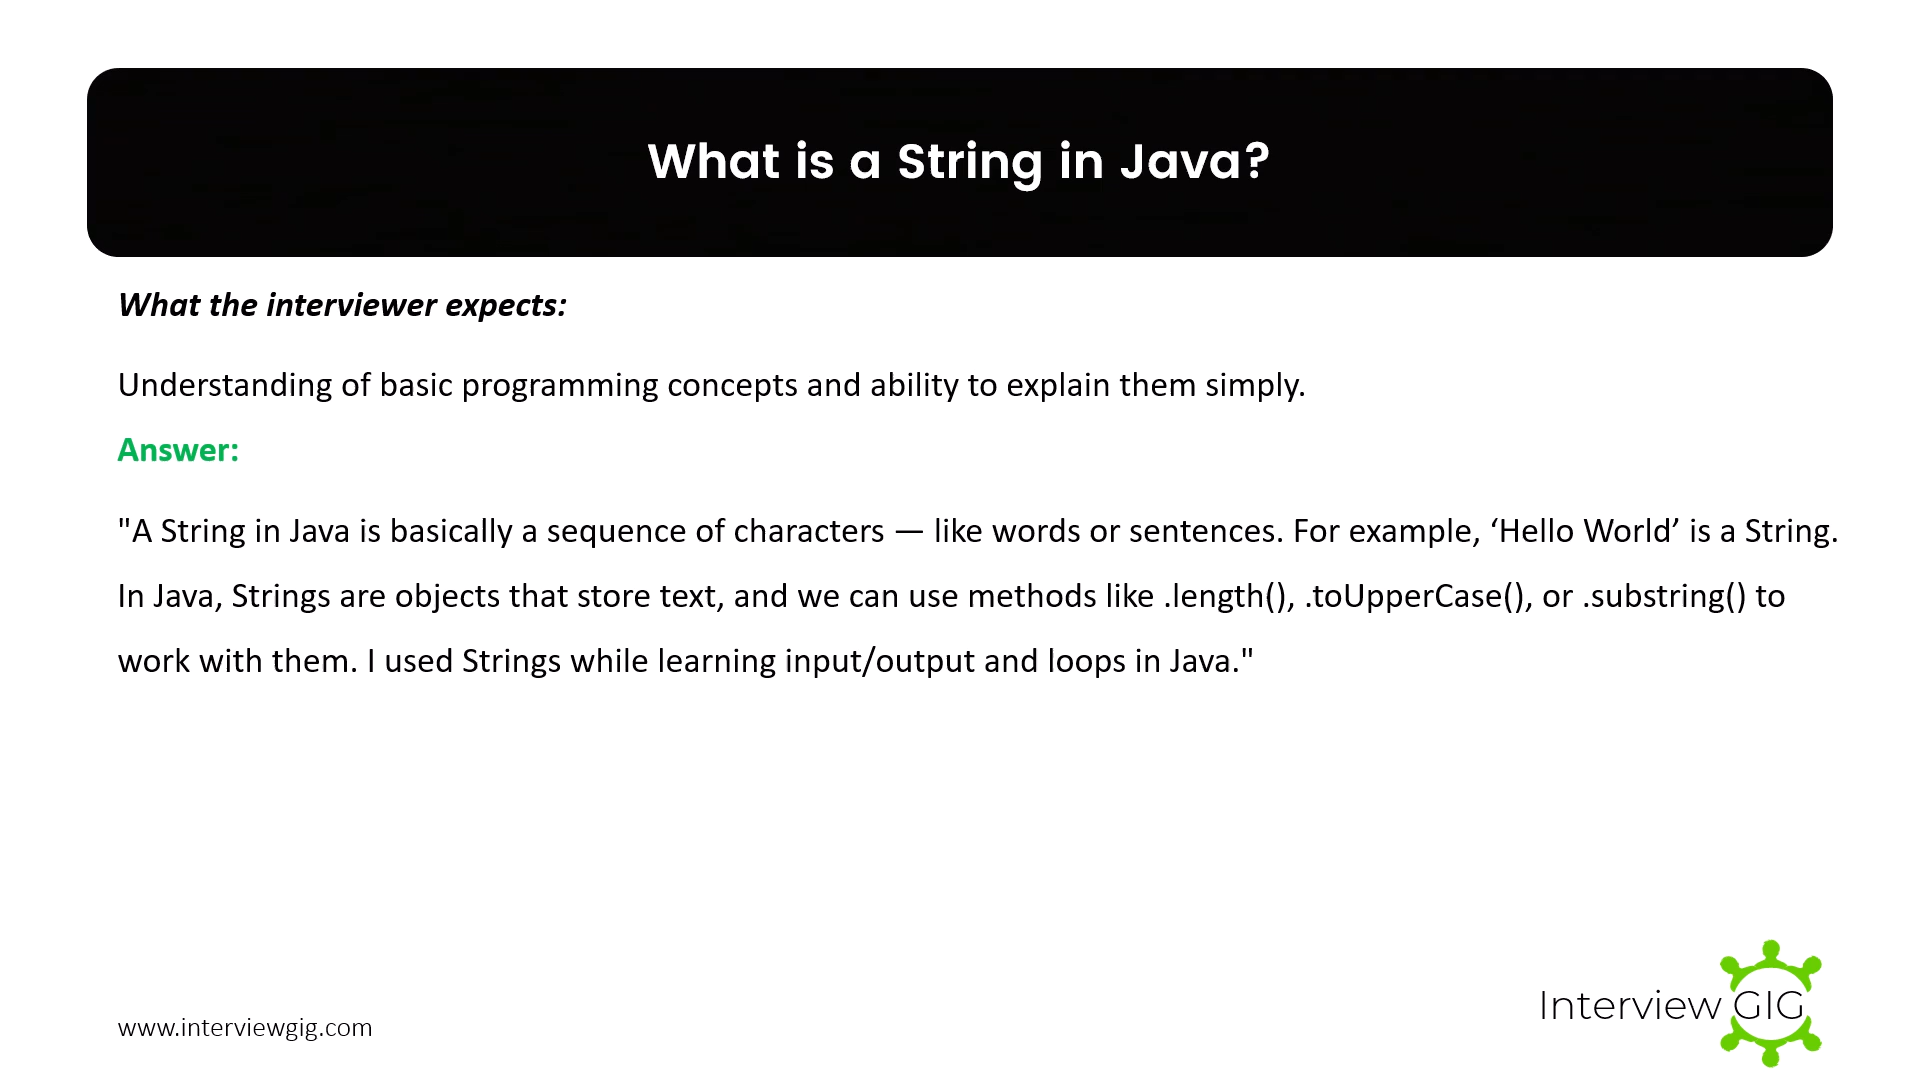 What is a String in Java?
What the interviewer expects:
Understanding of basic programming concepts and ability to explain them simply.
Answer:
"A String in Java is basically a sequence of characters — like words or sentences. For example, ‘Hello World’ is a String.
In Java, Strings are objects that store text, and we can use methods like .length(), .toUpperCase(), or .substring() to
work with them. I used Strings while learning input/output and loops in Java."
www.interviewgig.com
Interview GIG